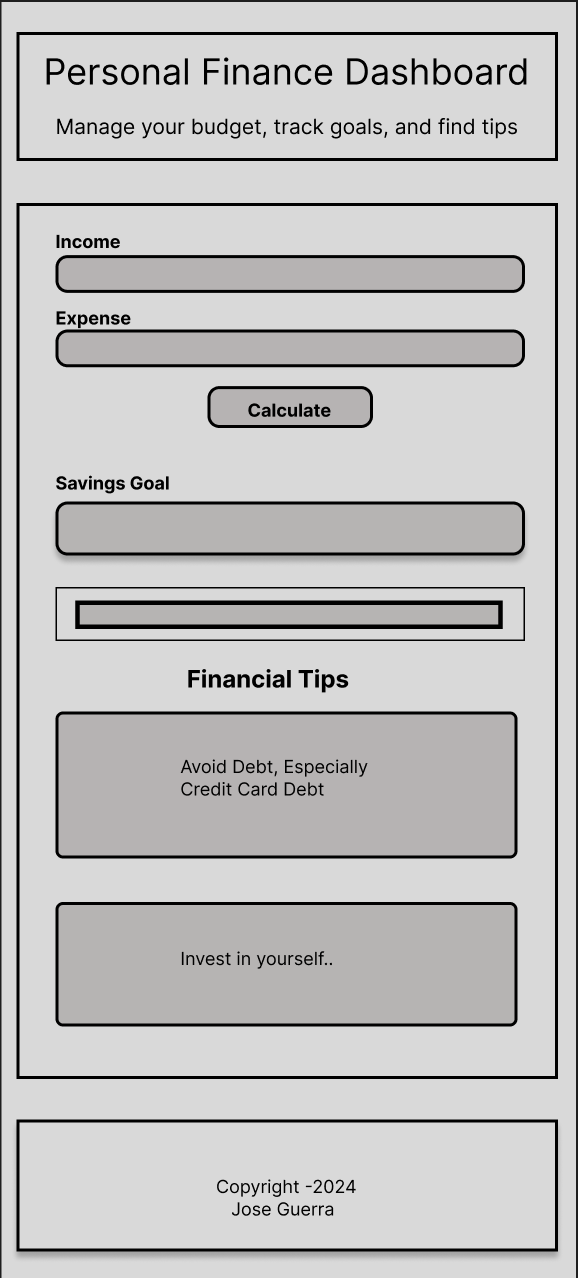 Personal Finance Dashboard
Manage your budget, track goals, and find tips
Income
Expense
Calculate
Savings Goal
Financial Tips
Avoid Debt, Especially
Credit Card Debt
Invest in yourself..
Copyright -2024
Jose Guerra